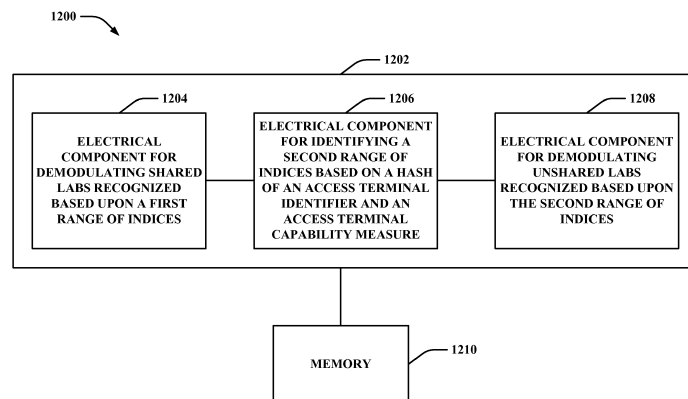 1200
1202
1204
1206
1208
ELECTRICAL
COMPONENT FOR
DEMODULATING SHARED
LABS RECOGNIZED
BASED UPON A FIRST
RANGE OF INDICES
ELECTRICAL COMPONENT
FOR IDENTIFYING A
SECOND RANGE OF
INDICES BASED ON A HASH
OF AN ACCESS TERMINAL
IDENTIFIER AND AN
ACCESS TERMINAL
CAPABILITY MEASURE
ELECTRICAL COMPONENT
FOR DEMODULATING
UNSHARED LABS
RECOGNIZED BASED UPON
THE SECOND RANGE OF
INDICES
MEMORY
1210